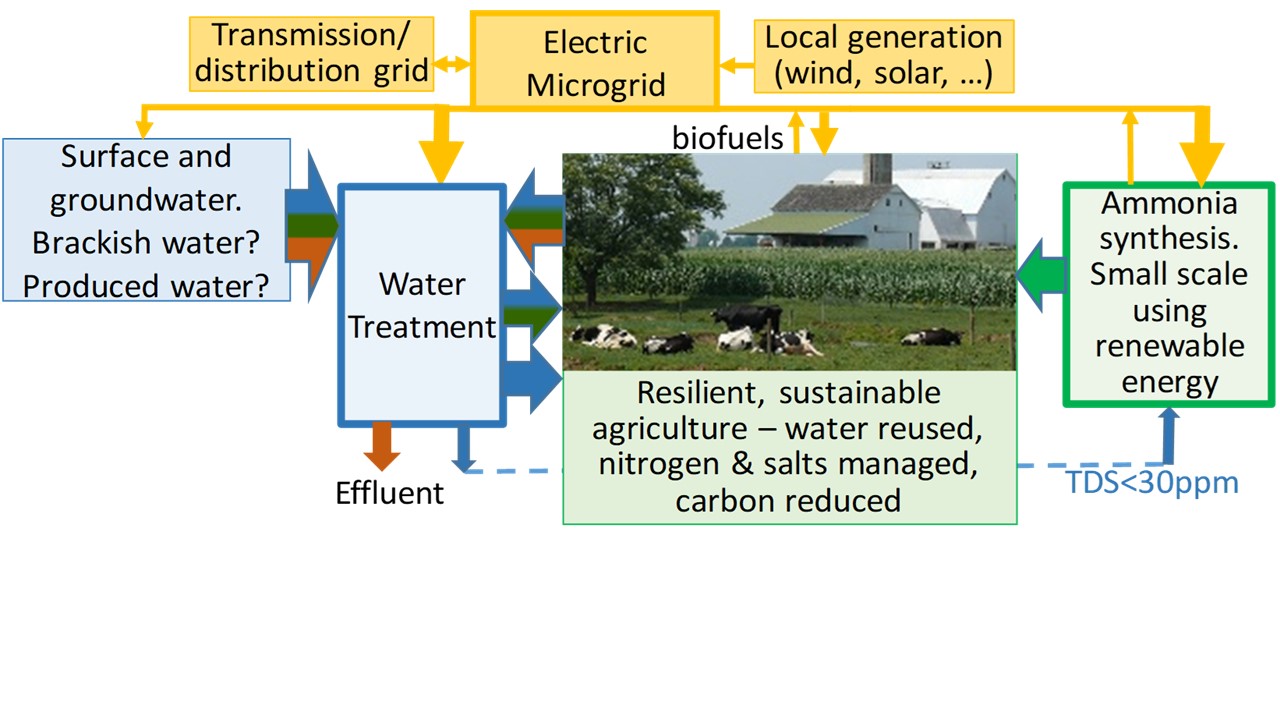 Transmission/
distribution grid
Electric
Microgrid
Local generation
(wind, solar, ...)
biofuels
Surface and
groundwater.
Brackish water?
Produced water?
Water
Treatment
Ammonia
synthesis.
Small scale
using
renewable
energy
Resilient, sustainable
agriculture – water reused,
nitrogen & salts managed,
carbon reduced
Effluent
TDS<30ppm